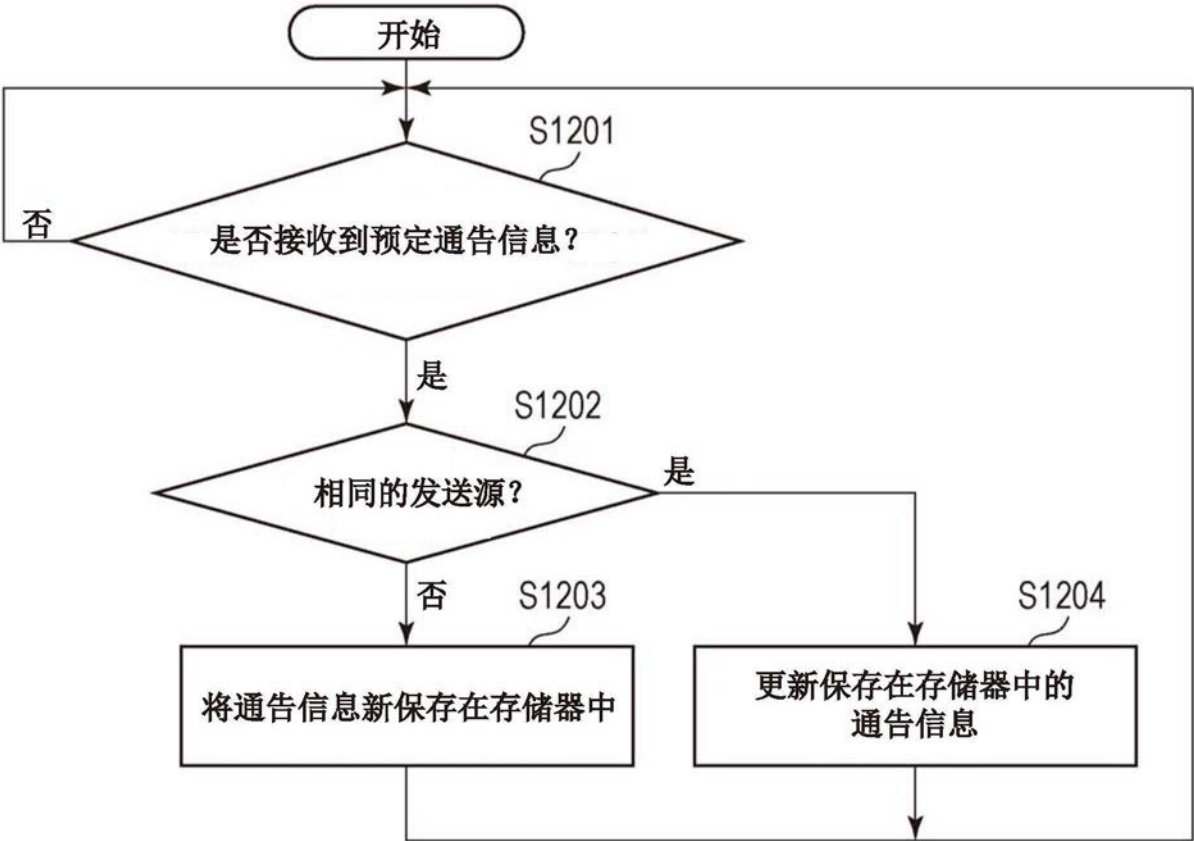 开始
S1201
否
是否接收到预定通告信息？
是
S1202
是
相同的发送源？
否
S1203
S1204
将通告信息新保存在存储器中
更新保存在存储器中的
通告信息